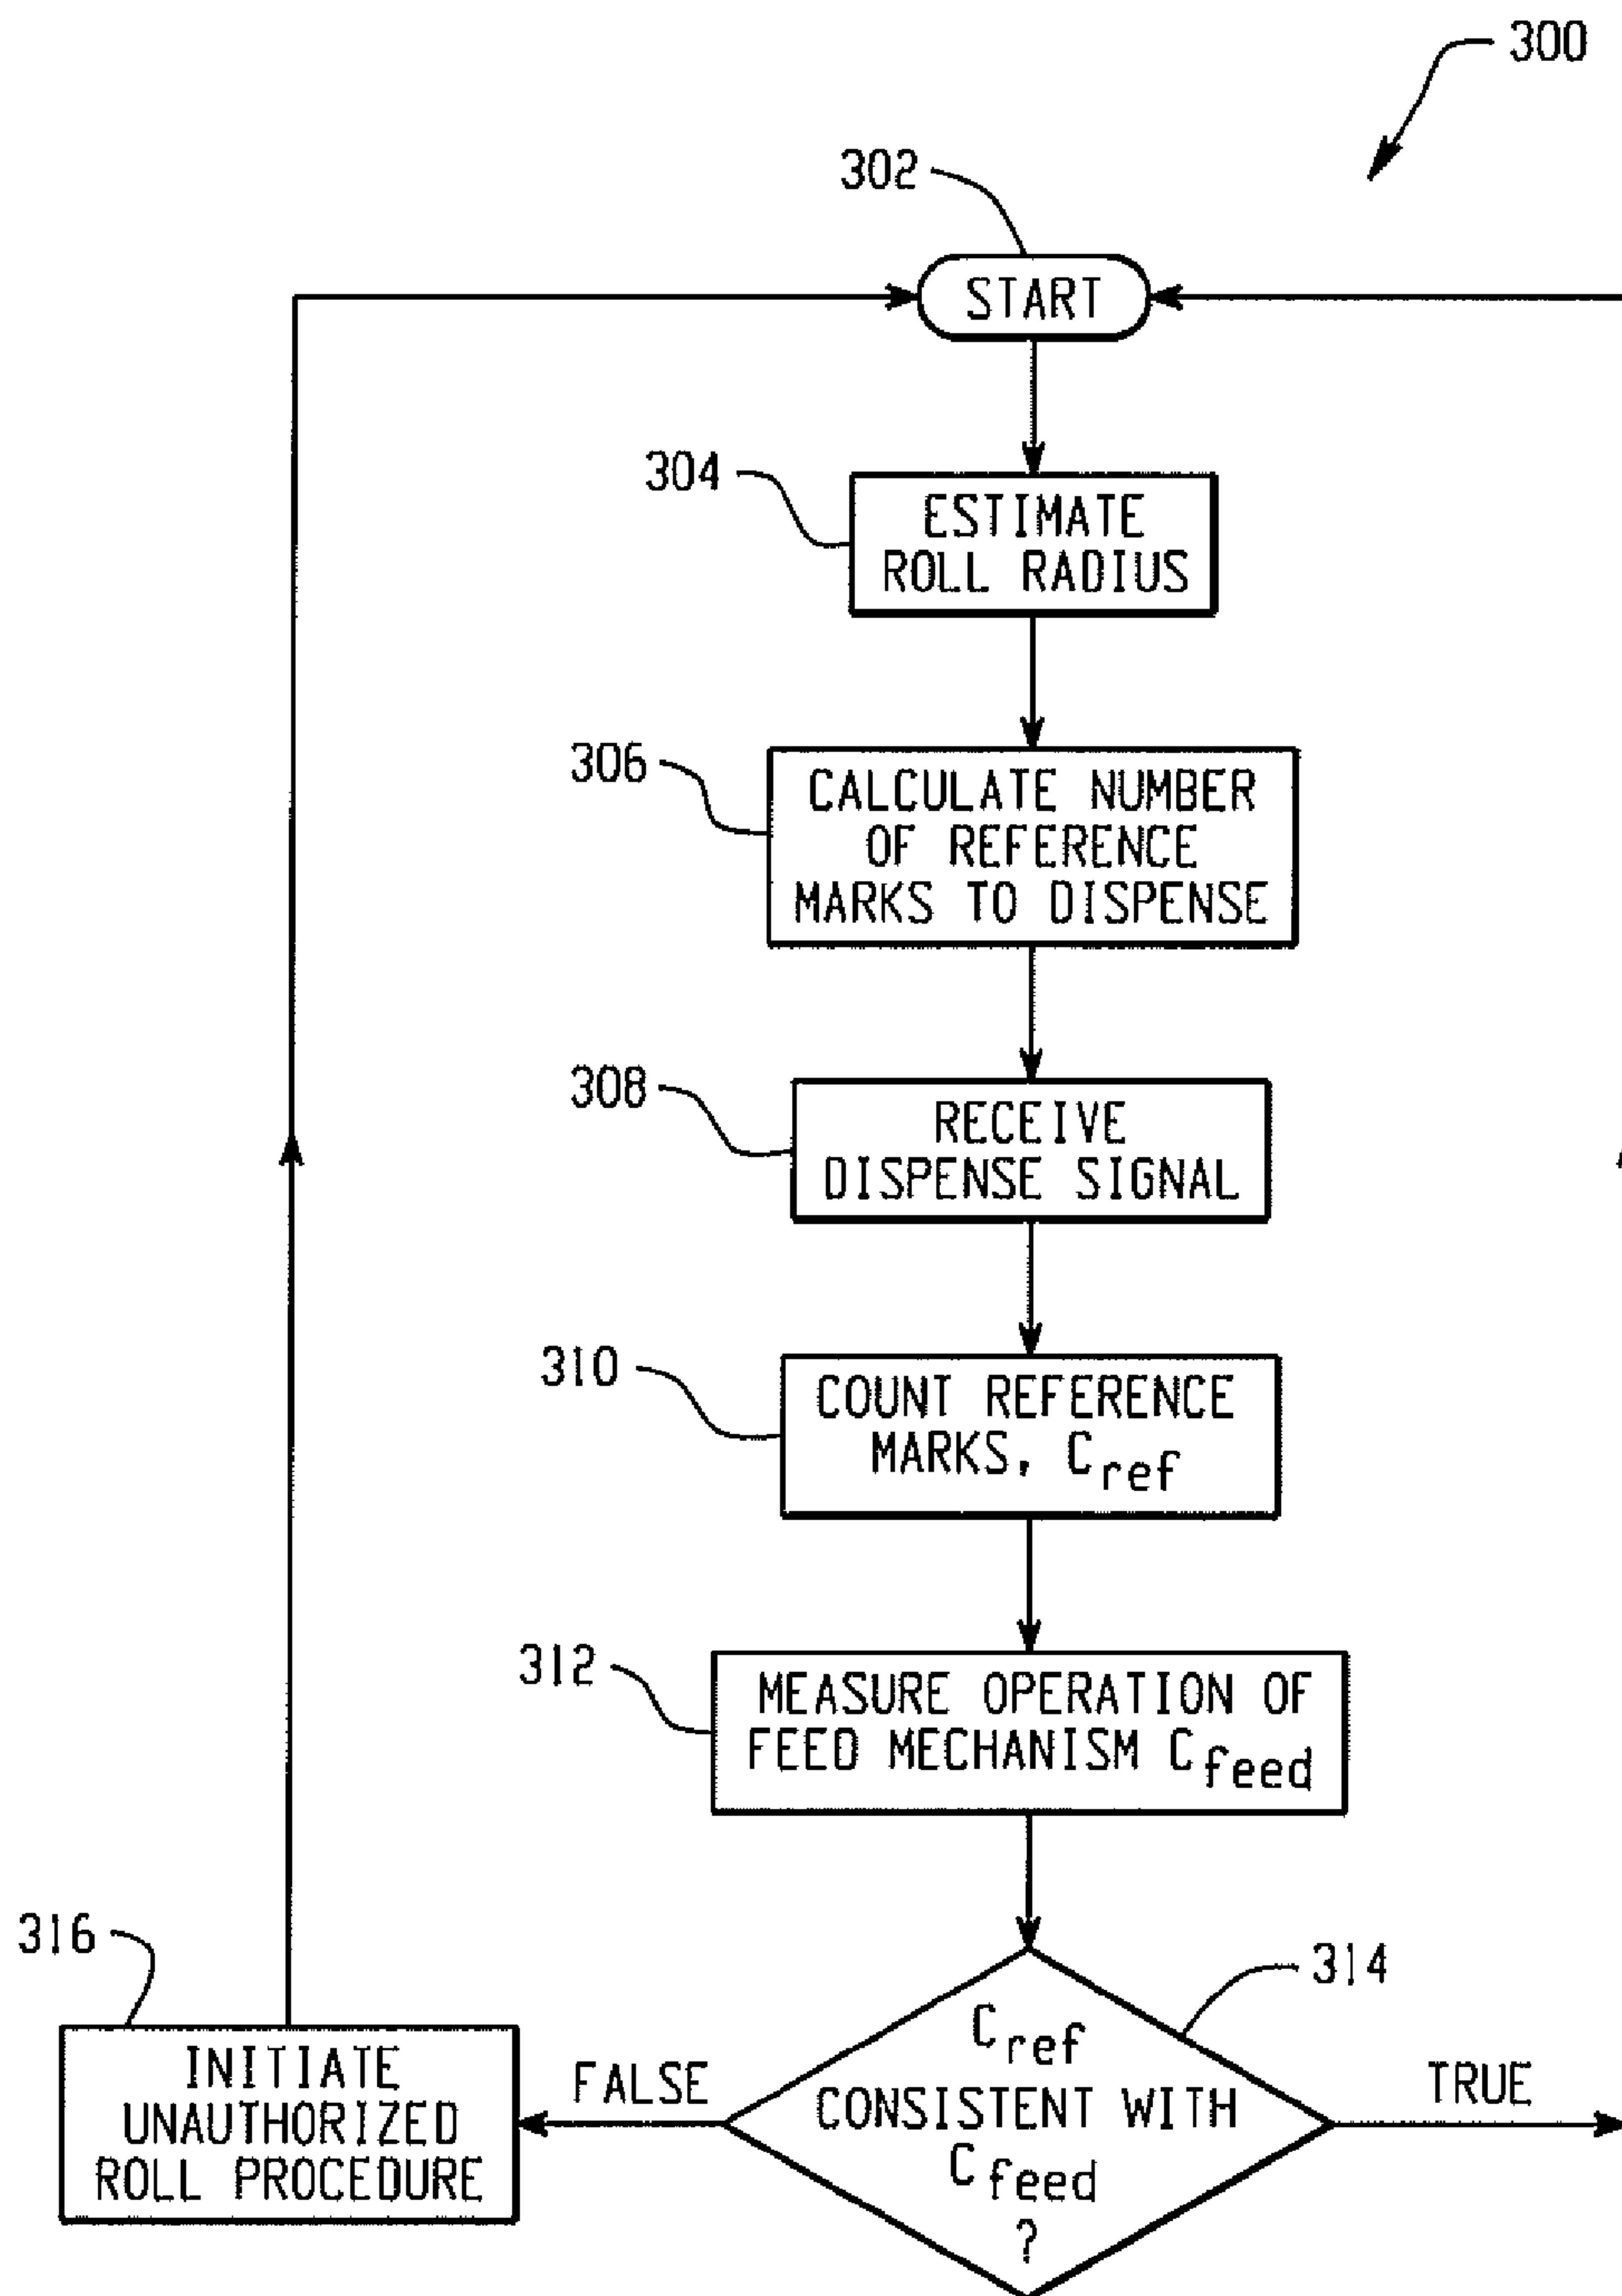 300
302
START
304
ESTIMATE
ROLL RADIUS
306
CALCULATE NUMBER
OF REFERENCE
MARKS TO DISPENSE
308
RECEIVE
DISPENSE SIGNAL
310
COUNT REFERENCE
MARKS, Cref
312
MEASURE OPERATION OF
FEED MECHANISM Cfeed
314
Cref
CONSISTENT WITH
Cfeed
?
FALSE
TRUE
316
INITIATE
UNAUTHORIZED
ROLL PROCEDURE